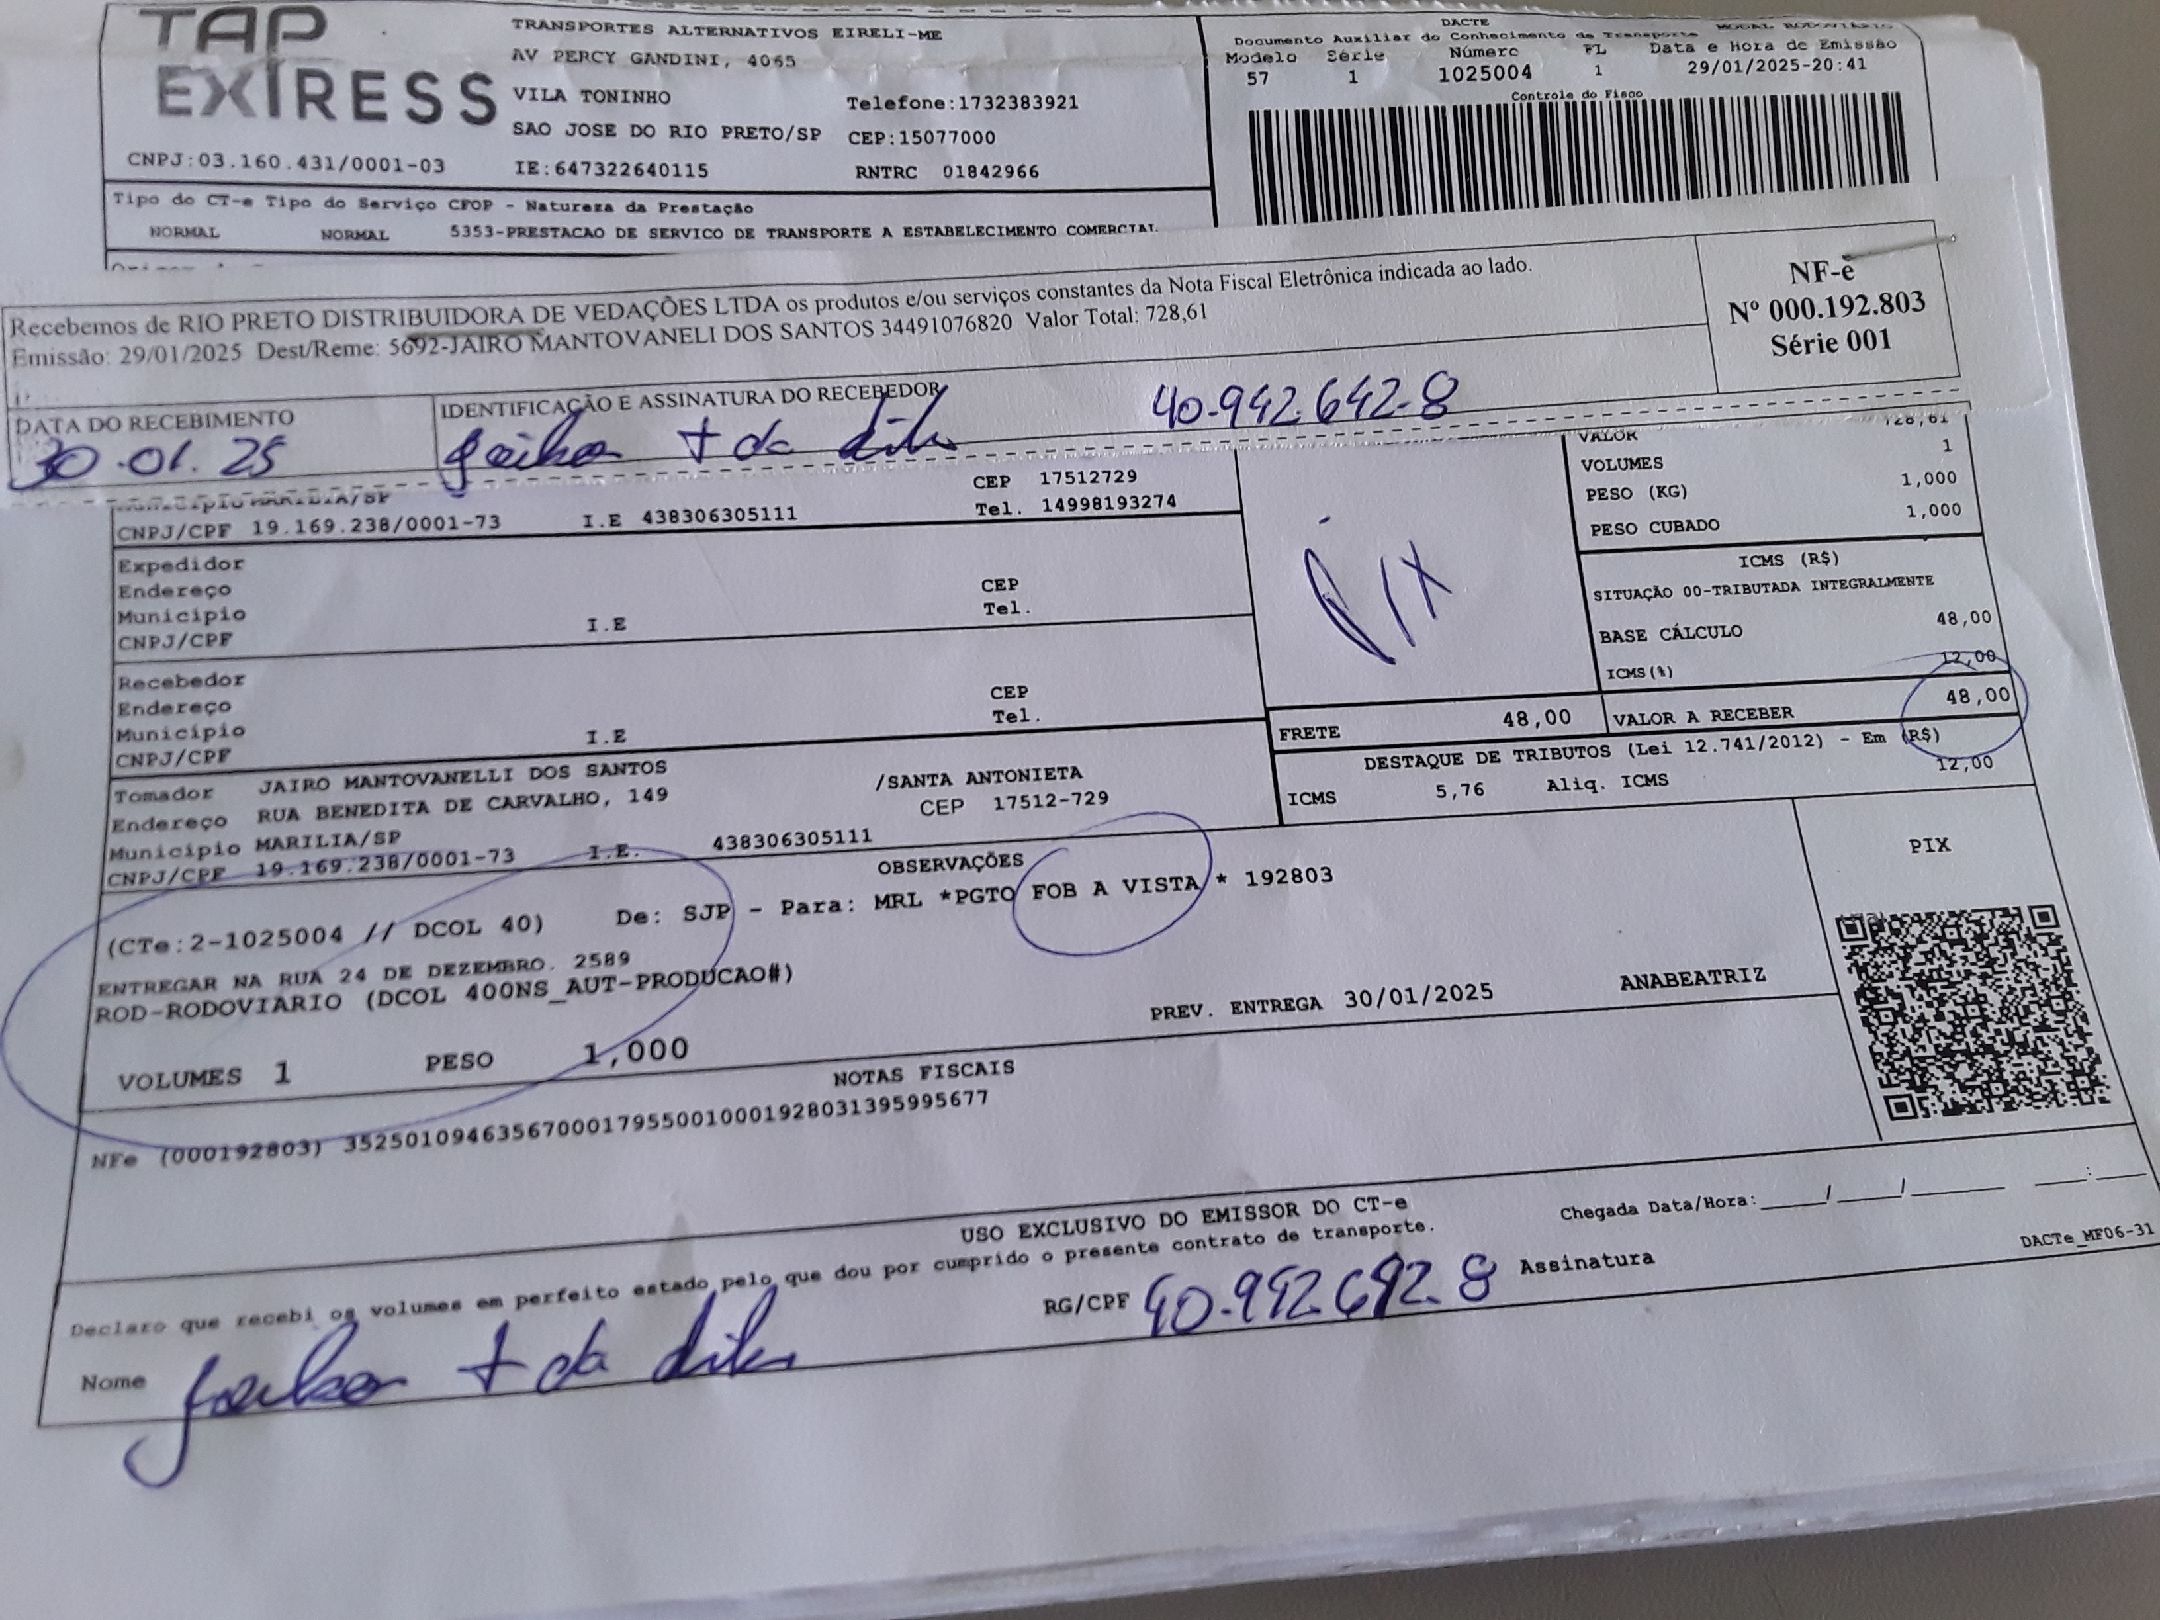 TAP
EXPRESS
TRANSPORTES ALTERNATIVOS EIRELI-ME
AV PERCY GANDINI, 4065
VILA TONINHO
Telefone:1732383921
SAO JOSE DO RIO PRETO/SP CEP:15077000
CNPJ:03.160.431/0001-03 IE:647322640115 RNTRC 01842966
DACTE MODAL RODOVIÁRIO
Documento Auxiliar do Conhecimento de Transporte
Modelo Série Número FL Data e Hora de Emissão
57 1 1025004 1 29/01/2025-20:41
Controle do Fisco
Tipo do CT-e Tipo do Serviço CFOP - Natureza da Prestação
NORMAL NORMAL 5353-PRESTACAO DE SERVICO DE TRANSPORTE A ESTABELECIMENTO COMERCIAL
Recebemos de RIO PRETO DISTRIBUIDORA DE VEDAÇÕES LTDA os produtos e/ou serviços constantes da Nota Fiscal Eletrônica indicada ao lado.
Emissão: 29/01/2025 Dest/Reme: 5692-JAIRO MANTOVANELI DOS SANTOS 34491076820 Valor Total: 728,61
NF-e
Nº 000.192.803
Série 001
DATA DO RECEBIMENTO
30.01.25
IDENTIFICAÇÃO E ASSINATURA DO RECEBEDOR
40.942.642.8
Município MARILIA/SP
CEP 17512729
CNPJ/CPF 19.169.238/0001-73 I.E 438306305111 Tel. 14998193274
Expedidor
Endereço CEP
Município Tel.
CNPJ/CPF I.E
Recebedor
Endereço CEP
Município Tel.
CNPJ/CPF I.E
Pix
VALOR 728,61
VOLUMES 1
PESO (KG) 1,000
PESO CUBADO 1,000
ICMS (R$)
SITUAÇÃO 00-TRIBUTADA INTEGRALMENTE
BASE CÁLCULO 48,00
ICMS(%) 12,00
FRETE 48,00 VALOR A RECEBER 48,00
DESTAQUE DE TRIBUTOS (Lei 12.741/2012) - Em (R$)
ICMS 5,76 Aliq. ICMS 12,00
Tomador JAIRO MANTOVANELLI DOS SANTOS
Endereço RUA BENEDITA DE CARVALHO, 149 /SANTA ANTONIETA
Município MARILIA/SP CEP 17512-729
CNPJ/CPF 19.169.238/0001-73 I.E. 438306305111
OBSERVAÇÕES
(CTe:2-1025004 // DCOL 40) De: SJP - Para: MRL *PGTO FOB A VISTA * 192803
ENTREGAR NA RUA 24 DE DEZEMBRO. 2589
ROD-RODOVIARIO (DCOL 400NS_AUT-PRODUCAO#)
PREV. ENTREGA 30/01/2025 ANABEATRIZ
VOLUMES 1 PESO 1,000
PIX
NOTAS FISCAIS
NFe (000192803) 35250109463567000179550010001928031395995677
USO EXCLUSIVO DO EMISSOR DO CT-e
Declaro que recebi os volumes em perfeito estado pelo que dou por cumprido o presente contrato de transporte.
Chegada Data/Hora:_____/_____/_______ ___:____
DACTe_MF06-31
Nome
RG/CPF 40.942.642.8 Assinatura